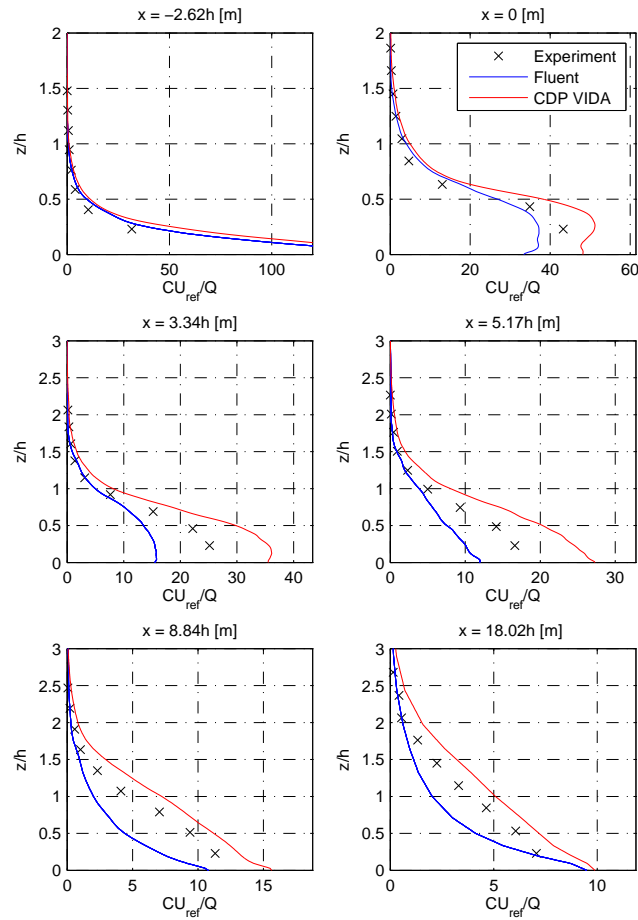 x = −2.62h [m]
x = 0 [m]
2
1.5
1
0.5
0
z/h
0
50
100
CU_ref/Q
2
1.5
1
0.5
0
z/h
Experiment
Fluent
CDP VIDA
0
20
40
60
CU_ref/Q
x = 3.34h [m]
x = 5.17h [m]
3
2.5
2
1.5
1
0.5
0
z/h
0
10
20
30
40
CU_ref/Q
3
2.5
2
1.5
1
0.5
0
z/h
0
10
20
30
CU_ref/Q
x = 8.84h [m]
x = 18.02h [m]
3
2.5
2
1.5
1
0.5
0
z/h
0
5
10
15
CU_ref/Q
3
2.5
2
1.5
1
0.5
0
z/h
0
5
10
CU_ref/Q